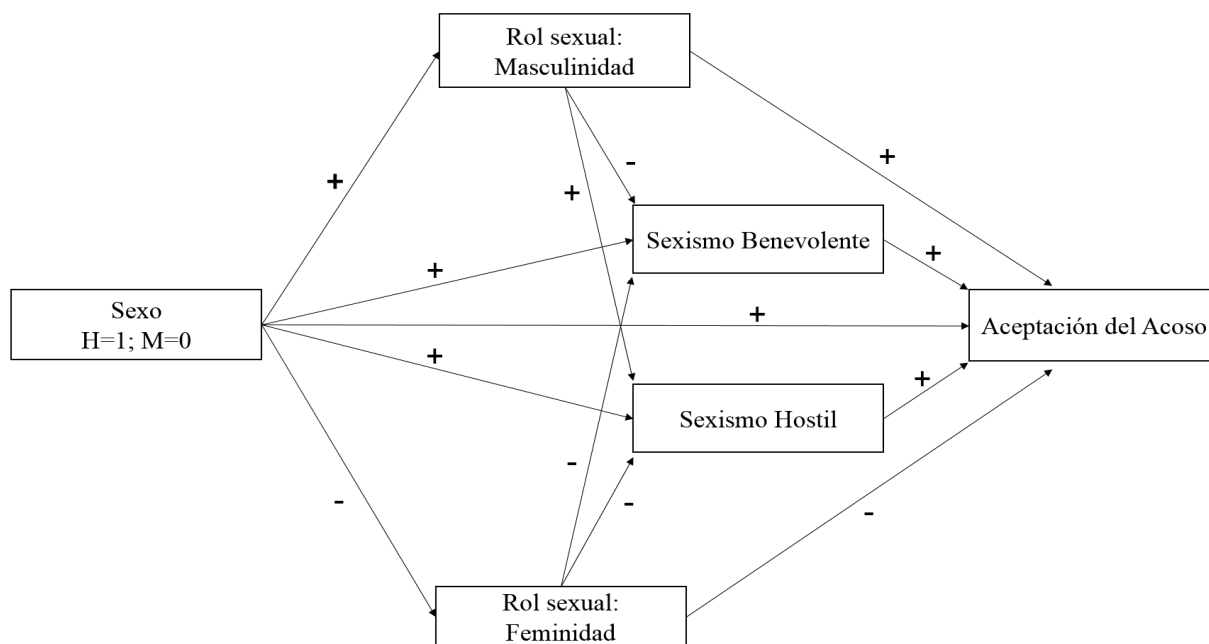 Rol sexual:
Masculinidad
+
-
+
+
Sexismo Benevolente
+
+
Sexo
H=1; M=0
+
Aceptación del Acoso
+
+
Sexismo Hostil
-
-
-
-
Rol sexual:
Feminidad